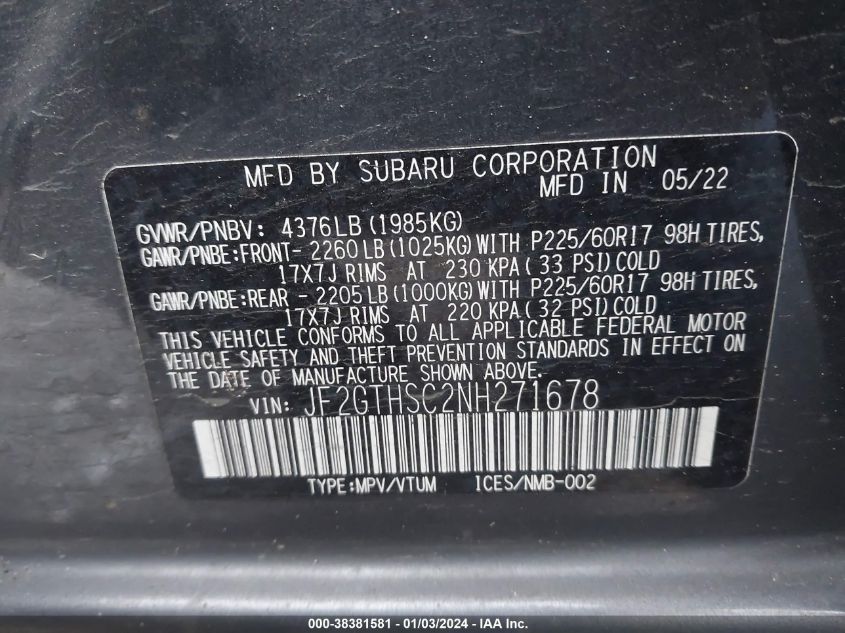 MFD BY SUBARU CORPORATION
MFD IN 05/22
GVWR/PNBV: 4376LB (1985KG)
GAWR/PNBE:FRONT- 2260LB (1025KG) WITH P225/60R17 98H TIRES,
17X7J RIMS AT 230 KPA ( 33 PSI) COLD
GAWR/PNBE:REAR - 2205LB (1000KG) WITH P225/60R17 98H TIRES,
17X7J RIMS AT 220 KPA ( 32 PSI) COLD
THIS VEHICLE CONFORMS TO ALL APPLICABLE FEDERAL MOTOR
VEHICLE SAFETY AND THEFT PREVENTION STANDARDS IN EFFECT ON
THE DATE OF MANUFACTURE SHOWN ABOVE.
VIN: JF2GTHSC2NH271678
TYPE:MPV/VTUM ICES/NMB-002
000-38381581 - 01/03/2024 - IAA Inc.